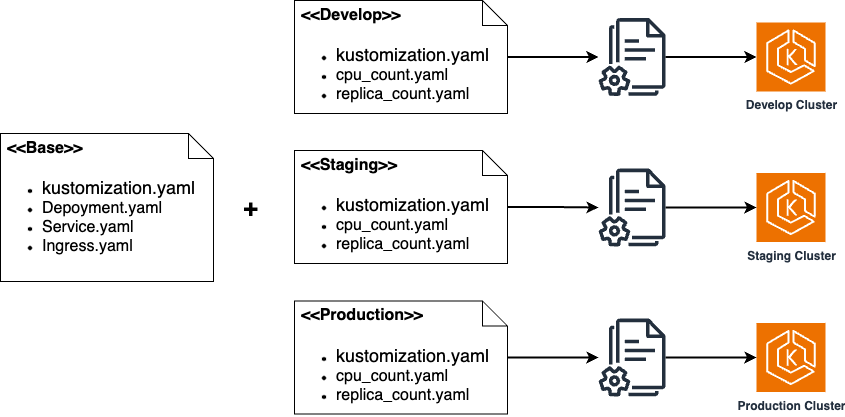 <<Develop>>
• kustomization.yaml
• cpu_count.yaml
• replica_count.yaml
Develop Cluster
<<Base>>
• kustomization.yaml
• Depoyment.yaml
• Service.yaml
• Ingress.yaml
+
<<Staging>>
• kustomization.yaml
• cpu_count.yaml
• replica_count.yaml
Staging Cluster
<<Production>>
• kustomization.yaml
• cpu_count.yaml
• replica_count.yaml
Production Cluster
K
K
K